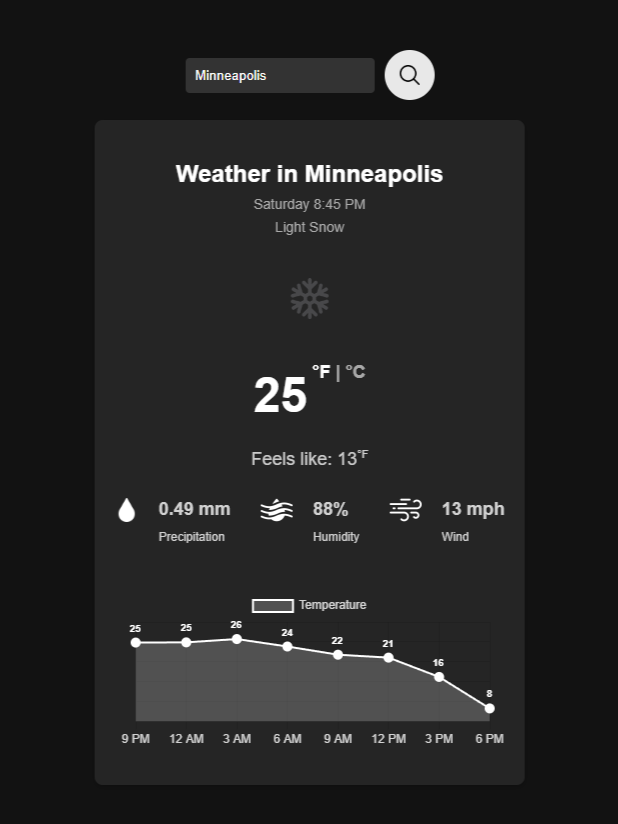 Minneapolis
Weather in Minneapolis
Saturday 8:45 PM
Light Snow
25 °F | °C
Feels like: 13°F
0.49 mm 88% 13 mph
Precipitation Humidity Wind
Temperature
25 25 26 24 22 21 16 8
9 PM 12 AM 3 AM 6 AM 9 AM 12 PM 3 PM 6 PM